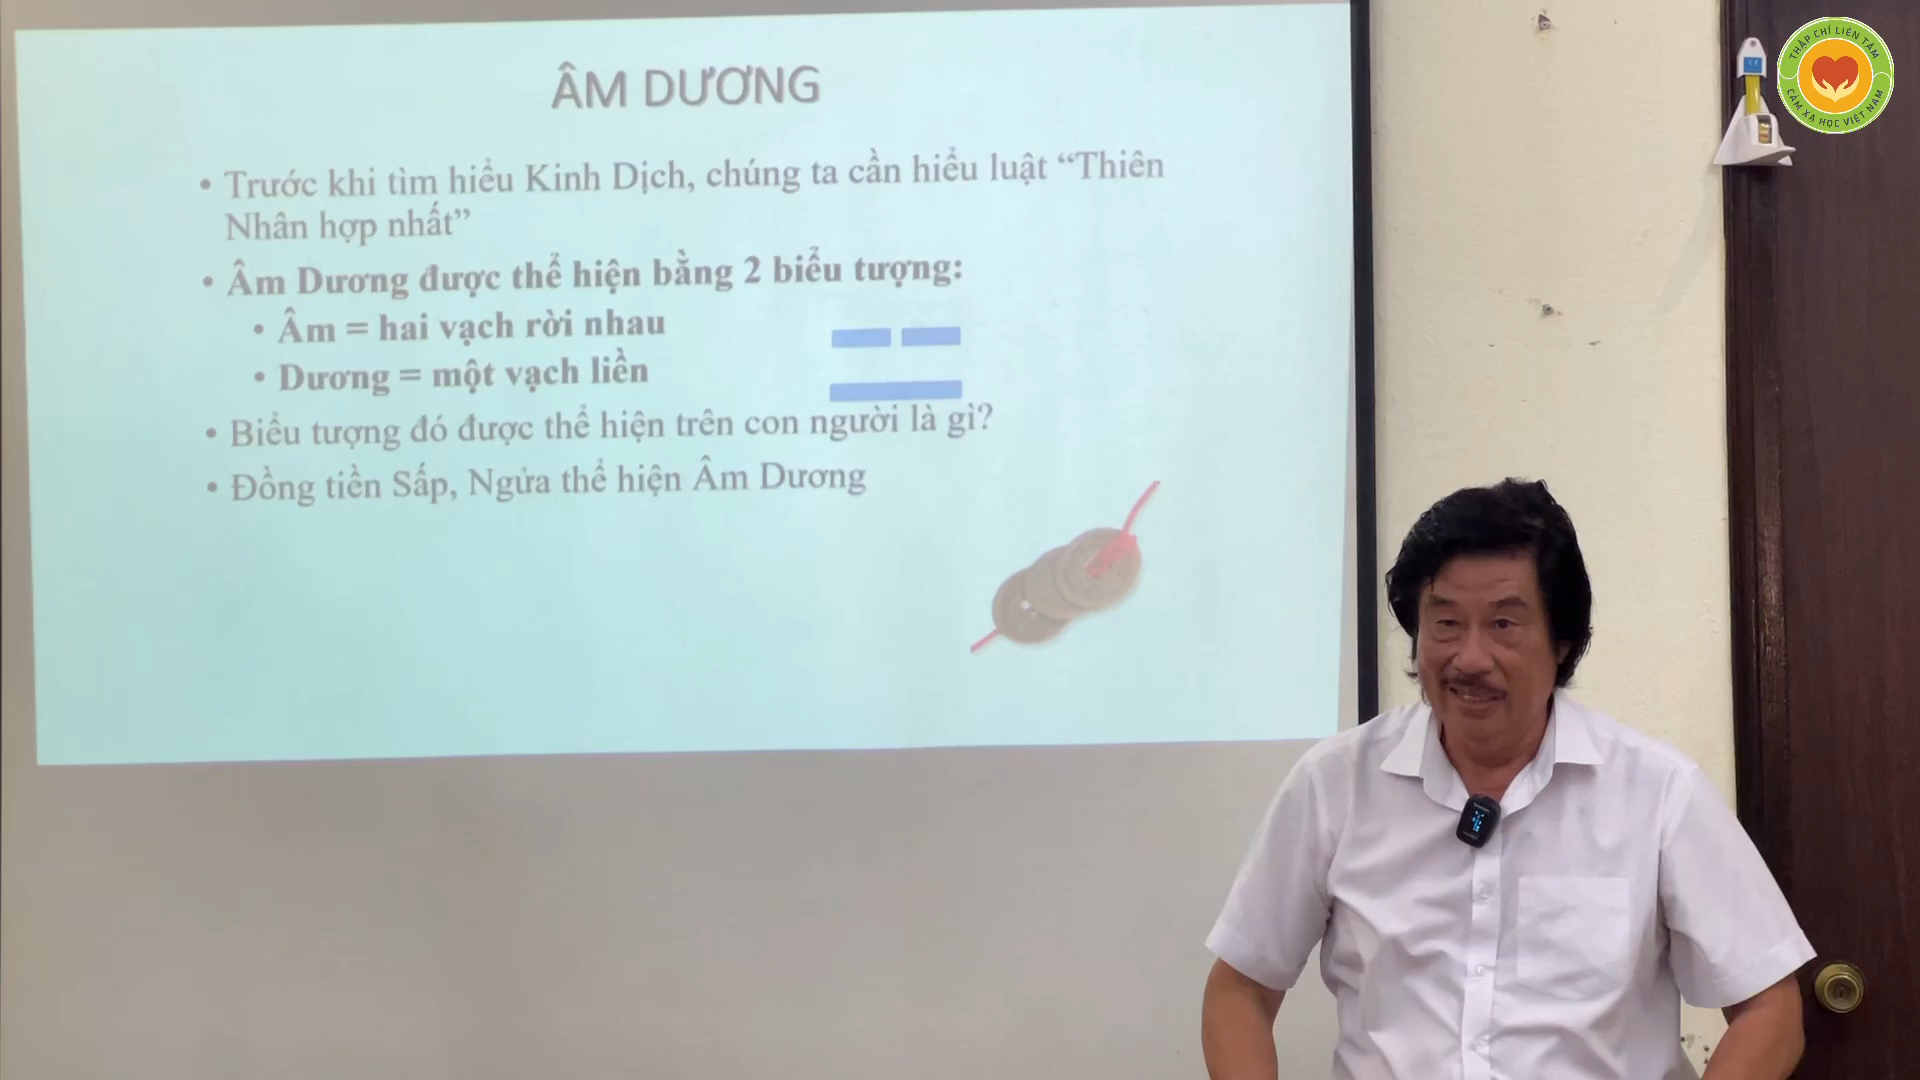 ÂM DƯƠNG
• Trước khi tìm hiểu Kinh Dịch, chúng ta cần hiểu luật “Thiên
Nhân hợp nhất”
• Âm Dương được thể hiện bằng 2 biểu tượng:
• Âm = hai vạch rời nhau
• Dương = một vạch liền
• Biểu tượng đó được thể hiện trên con người là gì?
• Đồng tiền Sấp, Ngửa thể hiện Âm Dương
THẬP CHỈ LIÊN TÂM
CẢM XẠ HỌC VIỆT NAM